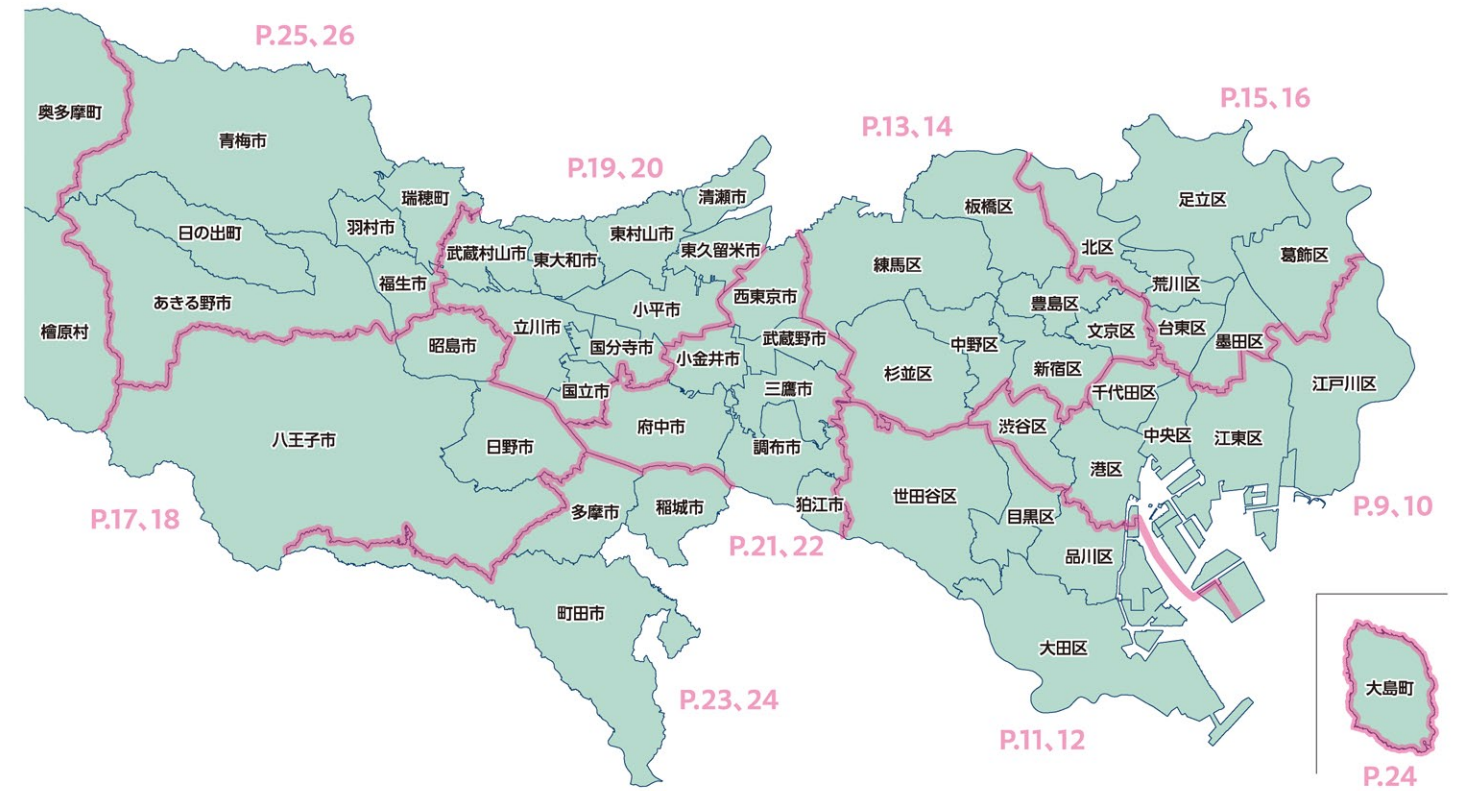 P.25、26
P.15、16
P.13、14
P.19、20
奥多摩町
青梅市
瑞穂町
清瀬市
足立区
板橋区
日の出町
羽村市
東村山市
北区
武蔵村山市
東大和市
東久留米市
練馬区
葛飾区
福生市
荒川区
あきる野市
西東京市
豊島区
小平市
檜原村
立川市
文京区
台東区
昭島市
国分寺市
武蔵野市
中野区
墨田区
小金井市
杉並区
新宿区
江戸川区
国立市
三鷹市
千代田区
八王子市
日野市
府中市
渋谷区
中央区
江東区
調布市
港区
世田谷区
P.17、18
多摩市
稲城市
狛江市
目黒区
P.9、10
P.21、22
品川区
町田市
大田区
P.23、24
P.11、12
大島町
P.24